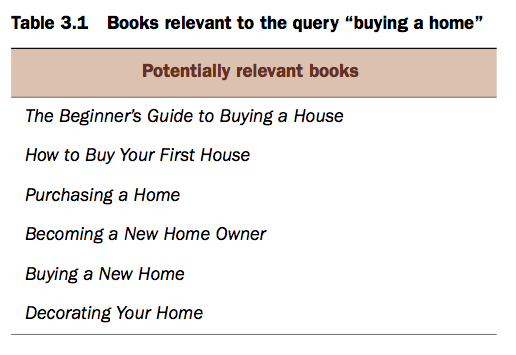 Table 3.1 Books relevant to the query “buying a home”
Potentially relevant books
The Beginner’s Guide to Buying a House
How to Buy Your First House
Purchasing a Home
Becoming a New Home Owner
Buying a New Home
Decorating Your Home